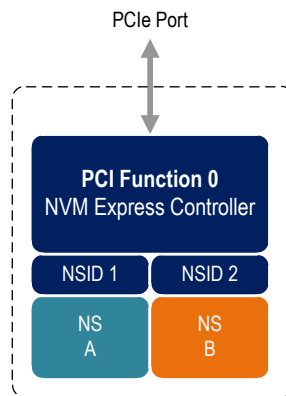 PCIe Port
PCI Function 0
NVM Express Controller
NSID 1 NSID 2
NS NS
A B